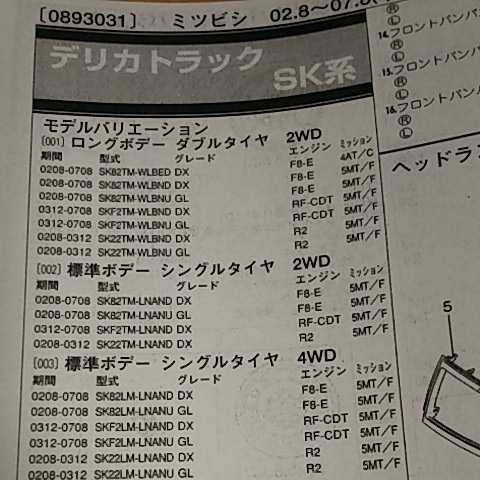 [0893031] ミツビシ 02.8～07.8
デリカトラック
SK系
モデルバリエーション
[001] ロングボデー ダブルタイヤ 2WD
期間 型式 グレード エンジン ミッション
0208-0708 SK82TM-WLBED DX F8-E 4AT/C
0208-0708 SK82TM-WLBND DX F8-E 5MT/F
0208-0708 SK82TM-WLBNU GL F8-E 5MT/F
0312-0708 SKF2TM-WLBND DX RF-CDT 5MT/F
0312-0708 SKF2TM-WLBNU GL RF-CDT 5MT/F
0208-0312 SK22TM-WLBND DX R2 5MT/F
0208-0312 SK22TM-WLBNU GL R2 5MT/F
[002] 標準ボデー シングルタイヤ 2WD
期間 型式 グレード エンジン ミッション
0208-0708 SK82TM-LNAND DX F8-E 5MT/F
0208-0708 SK82TM-LNANU GL F8-E 5MT/F
0312-0708 SKF2TM-LNAND DX RF-CDT 5MT/F
0208-0312 SK22TM-LNAND DX R2 5MT/F
[003] 標準ボデー シングルタイヤ 4WD
期間 型式 グレード エンジン ミッション
0208-0708 SK82LM-LNAND DX F8-E 5MT/F
0208-0708 SK82LM-LNANU GL F8-E 5MT/F
0312-0708 SKF2LM-LNAND DX RF-CDT 5MT/F
0312-0708 SKF2LM-LNANU GL RF-CDT 5MT/F
0208-0312 SK22LM-LNAND DX R2 5MT/F
0208-0312 SK22LM-LNANU GL R2 5MT/F
Ⓛ
14.フロントバンパ
Ⓡ
Ⓛ
15.フロントバンパ
Ⓡ
Ⓛ
16.フロントバンパ
Ⓡ
Ⓛ
ヘッドラン
5